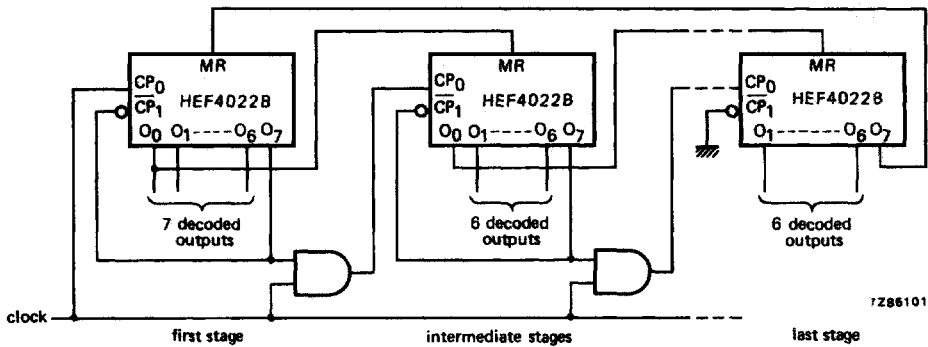 MR
CP0
HEF4022B
CP1
O0 O1 ----- O6 O7
7 decoded
outputs
MR
CP0
HEF4022B
CP1
O0 O1 ----- O6 O7
6 decoded
outputs
MR
CP0
HEF4022B
CP1
O1 ------- O6 O7
6 decoded
outputs
7Z86101
clock
first stage
intermediate stages
last stage